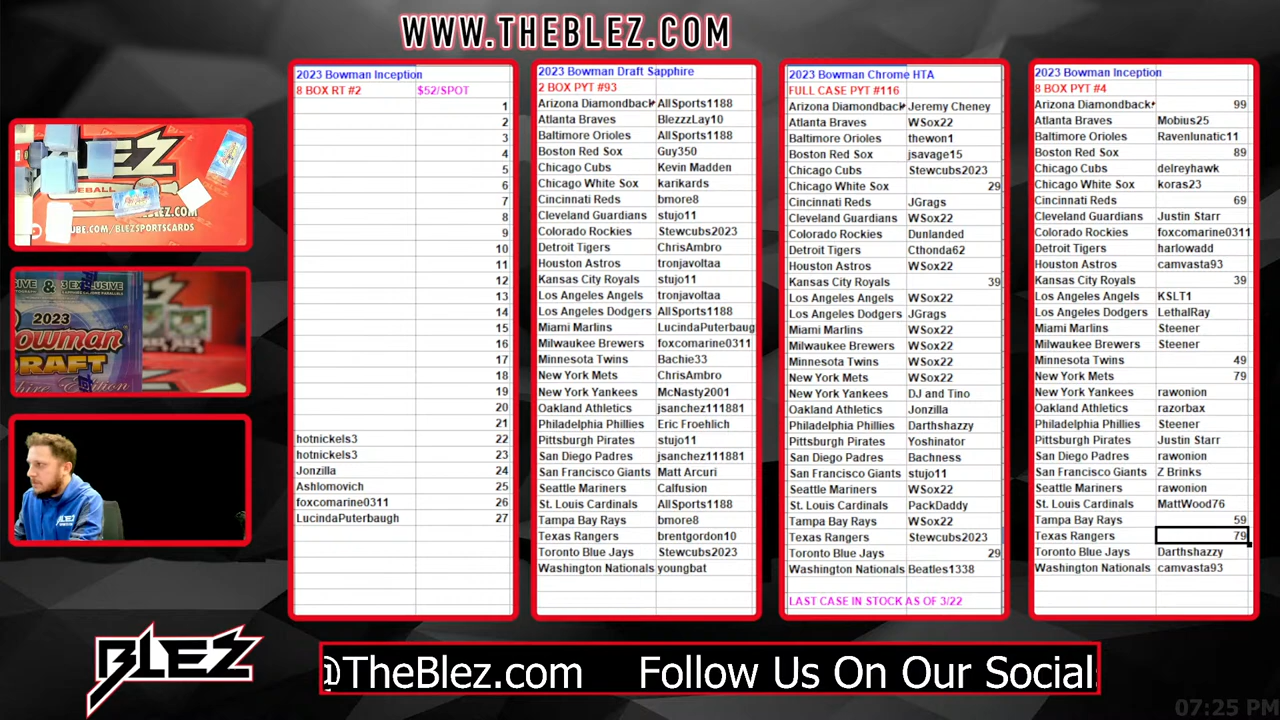 WWW.THEBLEZ.COM
2023 Bowman Inception
8 BOX RT #2 $52/SPOT
1
2
3
4
5
6
7
8
9
10
11
12
13
14
15
16
17
18
19
20
21
hotnickels3 22
hotnickels3 23
Jonzilla 24
Ashlomovich 25
foxcomarine0311 26
LucindaPuterbaugh 27
2023 Bowman Draft Sapphire
2 BOX PYT #93
Arizona Diamondback AllSports1188
Atlanta Braves BlezzzLay10
Baltimore Orioles AllSports1188
Boston Red Sox Guy350
Chicago Cubs Kevin Madden
Chicago White Sox karikards
Cincinnati Reds bmore8
Cleveland Guardians stujo11
Colorado Rockies Stewcubs2023
Detroit Tigers ChrisAmbro
Houston Astros tronjavoltaa
Kansas City Royals stujo11
Los Angeles Angels tronjavoltaa
Los Angeles Dodgers AllSports1188
Miami Marlins LucindaPuterbaug
Milwaukee Brewers foxcomarine0311
Minnesota Twins Bachie33
New York Mets ChrisAmbro
New York Yankees McNasty2001
Oakland Athletics jsanchez111881
Philadelphia Phillies Eric Froehlich
Pittsburgh Pirates stujo11
San Diego Padres jsanchez111881
San Francisco Giants Matt Arcuri
Seattle Mariners Calfusion
St. Louis Cardinals AllSports1188
Tampa Bay Rays bmore8
Texas Rangers brentgordon10
Toronto Blue Jays Stewcubs2023
Washington Nationals youngbat
2023 Bowman Chrome HTA
FULL CASE PYT #116
Arizona Diamondback Jeremy Cheney
Atlanta Braves WSox22
Baltimore Orioles thewon1
Boston Red Sox jsavage15
Chicago Cubs Stewcubs2023
Chicago White Sox 29
Cincinnati Reds JGrags
Cleveland Guardians WSox22
Colorado Rockies Dunlanded
Detroit Tigers Cthonda62
Houston Astros WSox22
Kansas City Royals 39
Los Angeles Angels WSox22
Los Angeles Dodgers JGrags
Miami Marlins WSox22
Milwaukee Brewers WSox22
Minnesota Twins WSox22
New York Mets WSox22
New York Yankees DJ and Tino
Oakland Athletics Jonzilla
Philadelphia Phillies Darthshazzy
Pittsburgh Pirates Yoshinator
San Diego Padres Bachness
San Francisco Giants stujo11
Seattle Mariners WSox22
St. Louis Cardinals PackDaddy
Tampa Bay Rays WSox22
Texas Rangers Stewcubs2023
Toronto Blue Jays 29
Washington Nationals Beatles1338
LAST CASE IN STOCK AS OF 3/22
2023 Bowman Inception
8 BOX PYT #4
Arizona Diamondback 99
Atlanta Braves Mobius25
Baltimore Orioles Ravenlunatic11
Boston Red Sox 89
Chicago Cubs delreyhawk
Chicago White Sox koras23
Cincinnati Reds 69
Cleveland Guardians Justin Starr
Colorado Rockies foxcomarine0311
Detroit Tigers harlowadd
Houston Astros camvasta93
Kansas City Royals 39
Los Angeles Angels KSLT1
Los Angeles Dodgers LethalRay
Miami Marlins Steener
Milwaukee Brewers Steener
Minnesota Twins 49
New York Mets 79
New York Yankees rawonion
Oakland Athletics razorbax
Philadelphia Phillies Steener
Pittsburgh Pirates Justin Starr
San Diego Padres rawonion
San Francisco Giants Z Brinks
Seattle Mariners rawonion
St. Louis Cardinals MattWood76
Tampa Bay Rays 59
Texas Rangers 79
Toronto Blue Jays Darthshazzy
Washington Nationals camvasta93
BLEZ
& 3
2023
BLEZ
@TheBlez.com Follow Us On Our Socials
07:25 PM